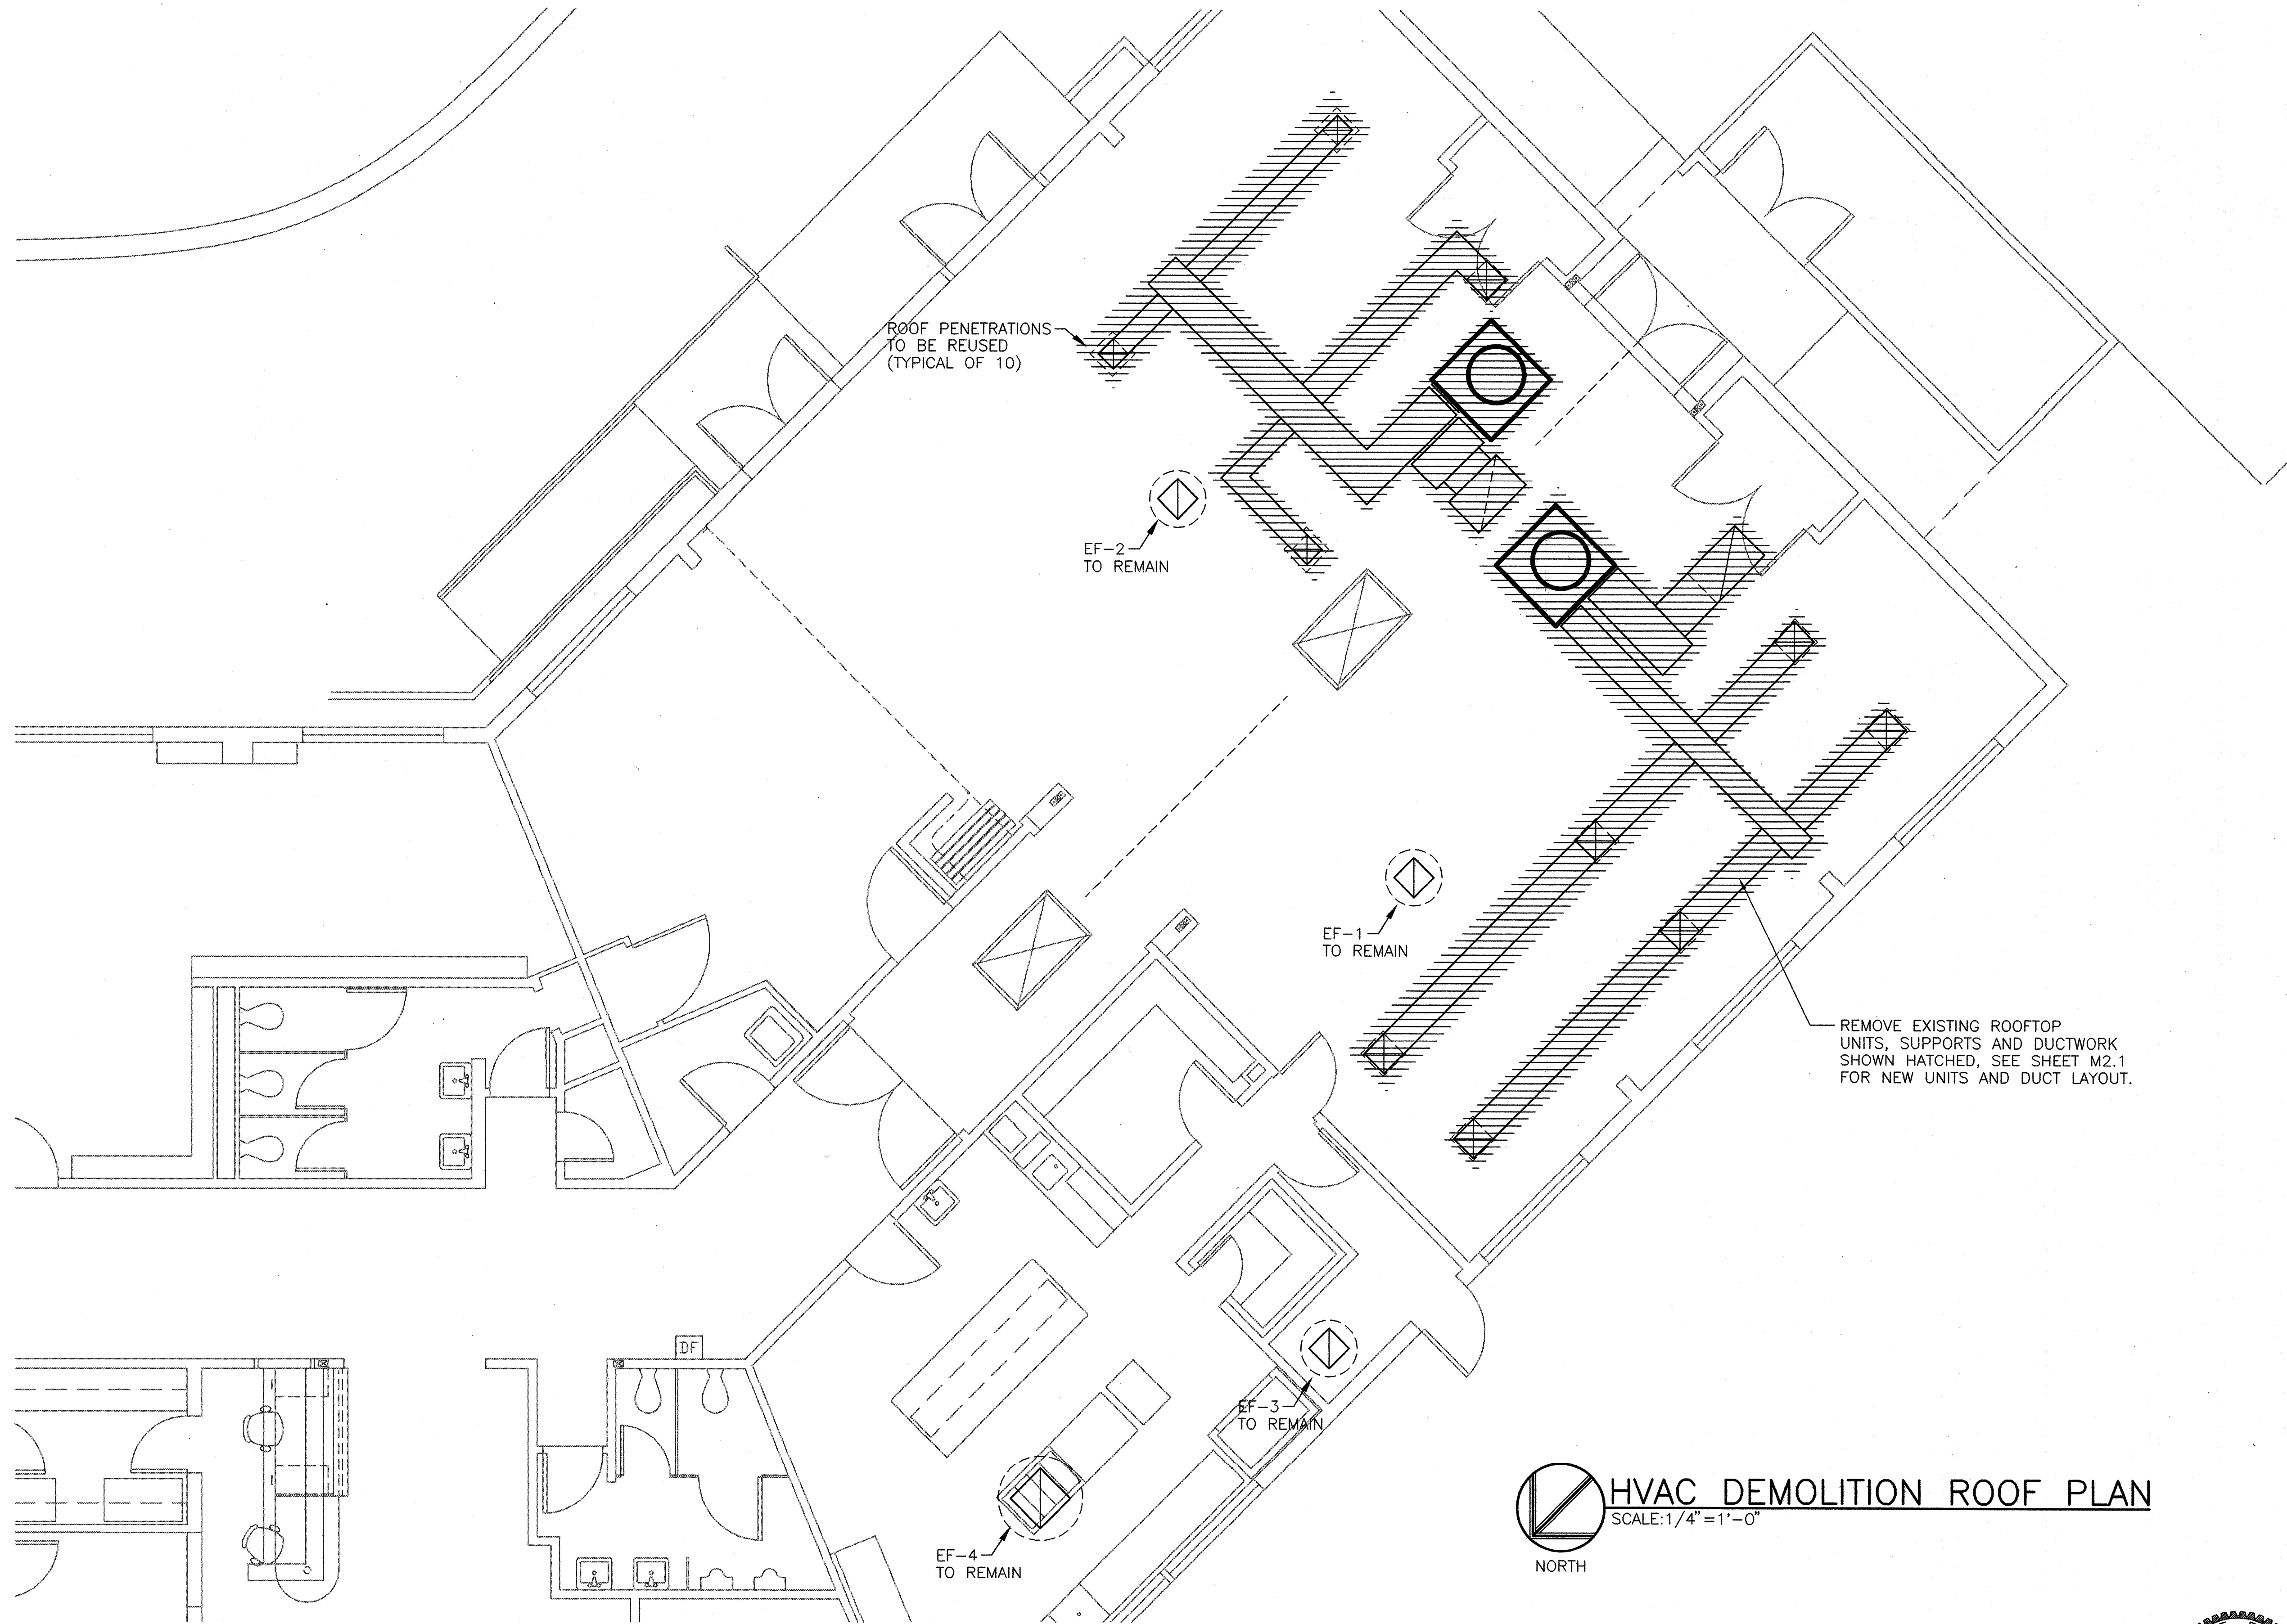 ROOF PENETRATIONS
TO BE REUSED
(TYPICAL OF 10)
EF-2
TO REMAIN
EF-1
TO REMAIN
REMOVE EXISTING ROOFTOP
UNITS, SUPPORTS AND DUCTWORK
SHOWN HATCHED, SEE SHEET M2.1
FOR NEW UNITS AND DUCT LAYOUT.
DF
EF-3
TO REMAIN
EF-4
TO REMAIN
HVAC DEMOLITION ROOF PLAN
SCALE:1/4"=1'-0"
NORTH